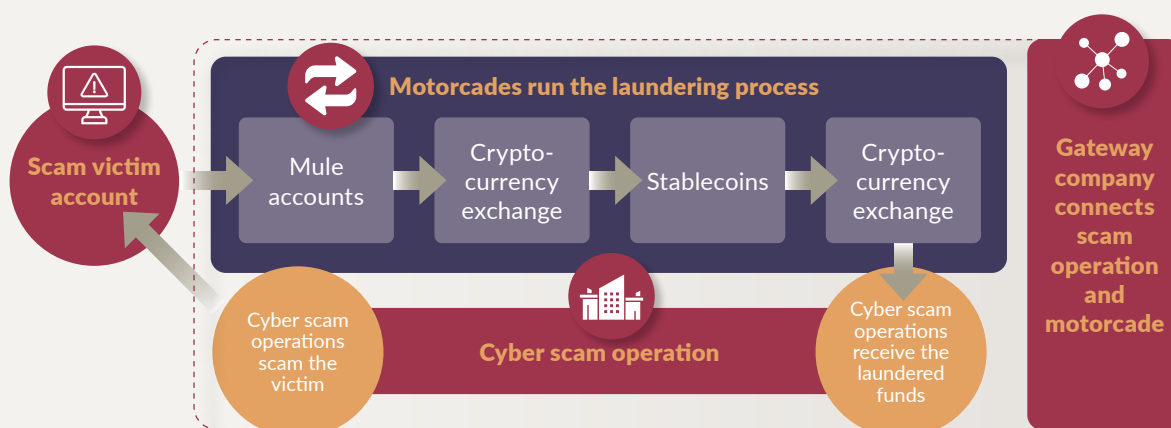 Motorcades run the laundering process
Scam victim
account
Mule
accounts
Crypto-
currency
exchange
Stablecoins
Crypto-
currency
exchange
Gateway
company
connects
scam
operation
and
motorcade
Cyber scam
operations
scam the
victim
Cyber scam operation
Cyber scam
operations
receive the
laundered
funds